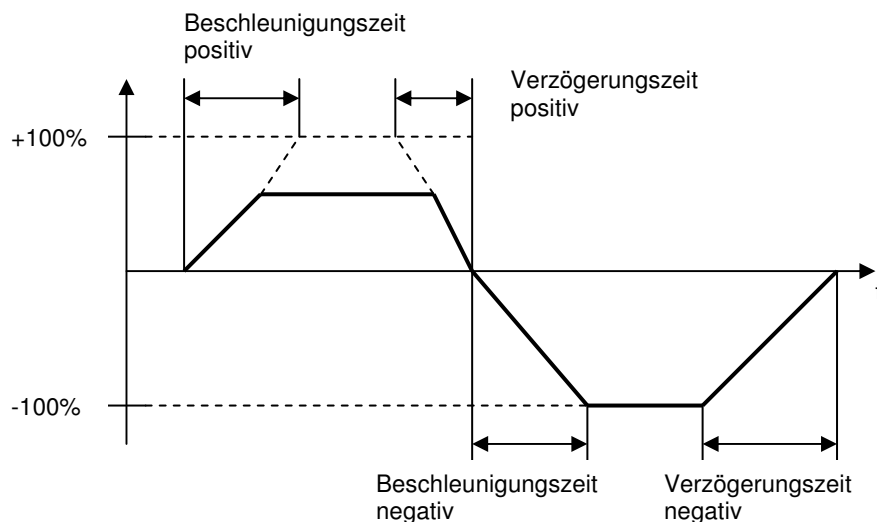 Beschleunigungszeit
positiv
Verzögerungszeit
positiv
+100%
-100%
Beschleunigungszeit
negativ
Verzögerungszeit
negativ